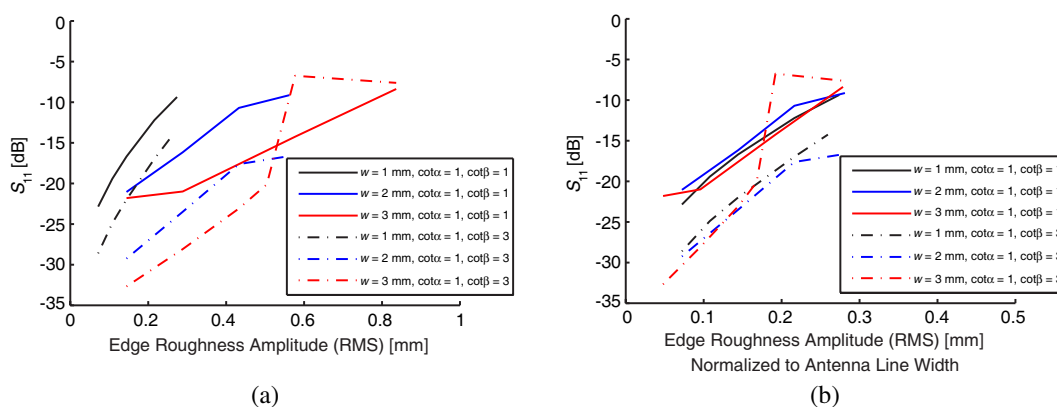 0
-5
-10
-15
-20
-25
-30
-35
S11 [dB]
0 0.2 0.4 0.6 0.8 1
Edge Roughness Amplitude (RMS) [mm]
w = 1 mm, cotα = 1, cotβ = 1
w = 2 mm, cotα = 1, cotβ = 1
w = 3 mm, cotα = 1, cotβ = 1
w = 1 mm, cotα = 1, cotβ = 3
w = 2 mm, cotα = 1, cotβ = 3
w = 3 mm, cotα = 1, cotβ = 3
(a)
0
-5
-10
-15
-20
-25
-30
-35
S11 [dB]
0 0.1 0.2 0.3 0.4 0.5
Edge Roughness Amplitude (RMS) [mm]
Normalized to Antenna Line Width
w = 1 mm, cotα = 1, cotβ = 1
w = 2 mm, cotα = 1, cotβ = 1
w = 3 mm, cotα = 1, cotβ = 1
w = 1 mm, cotα = 1, cotβ = 3
w = 2 mm, cotα = 1, cotβ = 3
w = 3 mm, cotα = 1, cotβ = 3
(b)